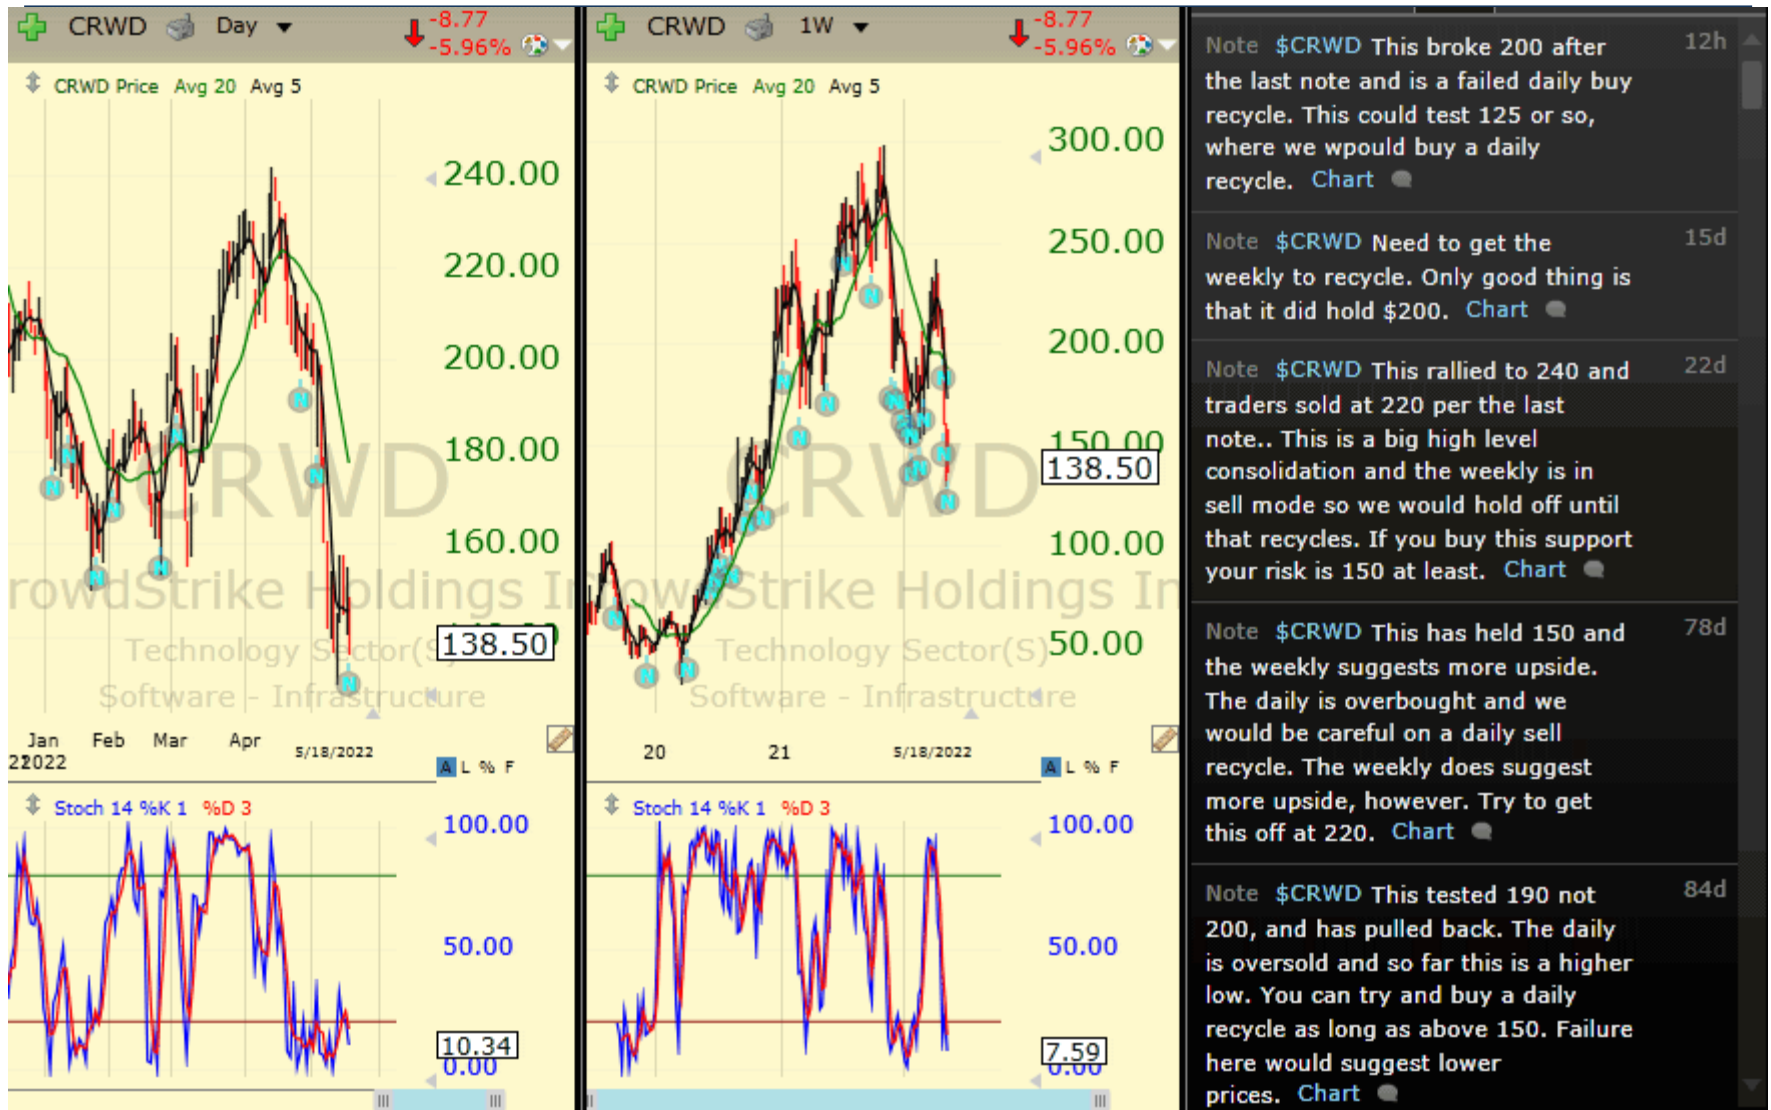 CRWD Day
-8.77
-5.96%
CRWD Price Avg 20 Avg 5
240.00
220.00
200.00
180.00
160.00
138.50
CRWD
rowdStrike Holdings In
Technology Sector(S)
Software - Infrastructure
Jan Feb Mar Apr 5/18/2022
2022
A L % F
Stoch 14 %K 1 %D 3
100.00
50.00
10.34
0.00
CRWD 1W
-8.77
-5.96%
CRWD Price Avg 20 Avg 5
300.00
250.00
200.00
150.00
138.50
100.00
50.00
CRWD
rowdStrike Holdings In
Technology Sector(S)
Software - Infrastructure
20 21 5/18/2022
A L % F
Stoch 14 %K 1 %D 3
100.00
50.00
7.59
0.00
Note $CRWD This broke 200 after 12h
the last note and is a failed daily buy
recycle. This could test 125 or so,
where we wpould buy a daily
recycle. Chart
Note $CRWD Need to get the 15d
weekly to recycle. Only good thing is
that it did hold $200. Chart
Note $CRWD This rallied to 240 and 22d
traders sold at 220 per the last
note.. This is a big high level
consolidation and the weekly is in
sell mode so we would hold off until
that recycles. If you buy this support
your risk is 150 at least. Chart
Note $CRWD This has held 150 and 78d
the weekly suggests more upside.
The daily is overbought and we
would be careful on a daily sell
recycle. The weekly does suggest
more upside, however. Try to get
this off at 220. Chart
Note $CRWD This tested 190 not 84d
200, and has pulled back. The daily
is oversold and so far this is a higher
low. You can try and buy a daily
recycle as long as above 150. Failure
here would suggest lower
prices. Chart